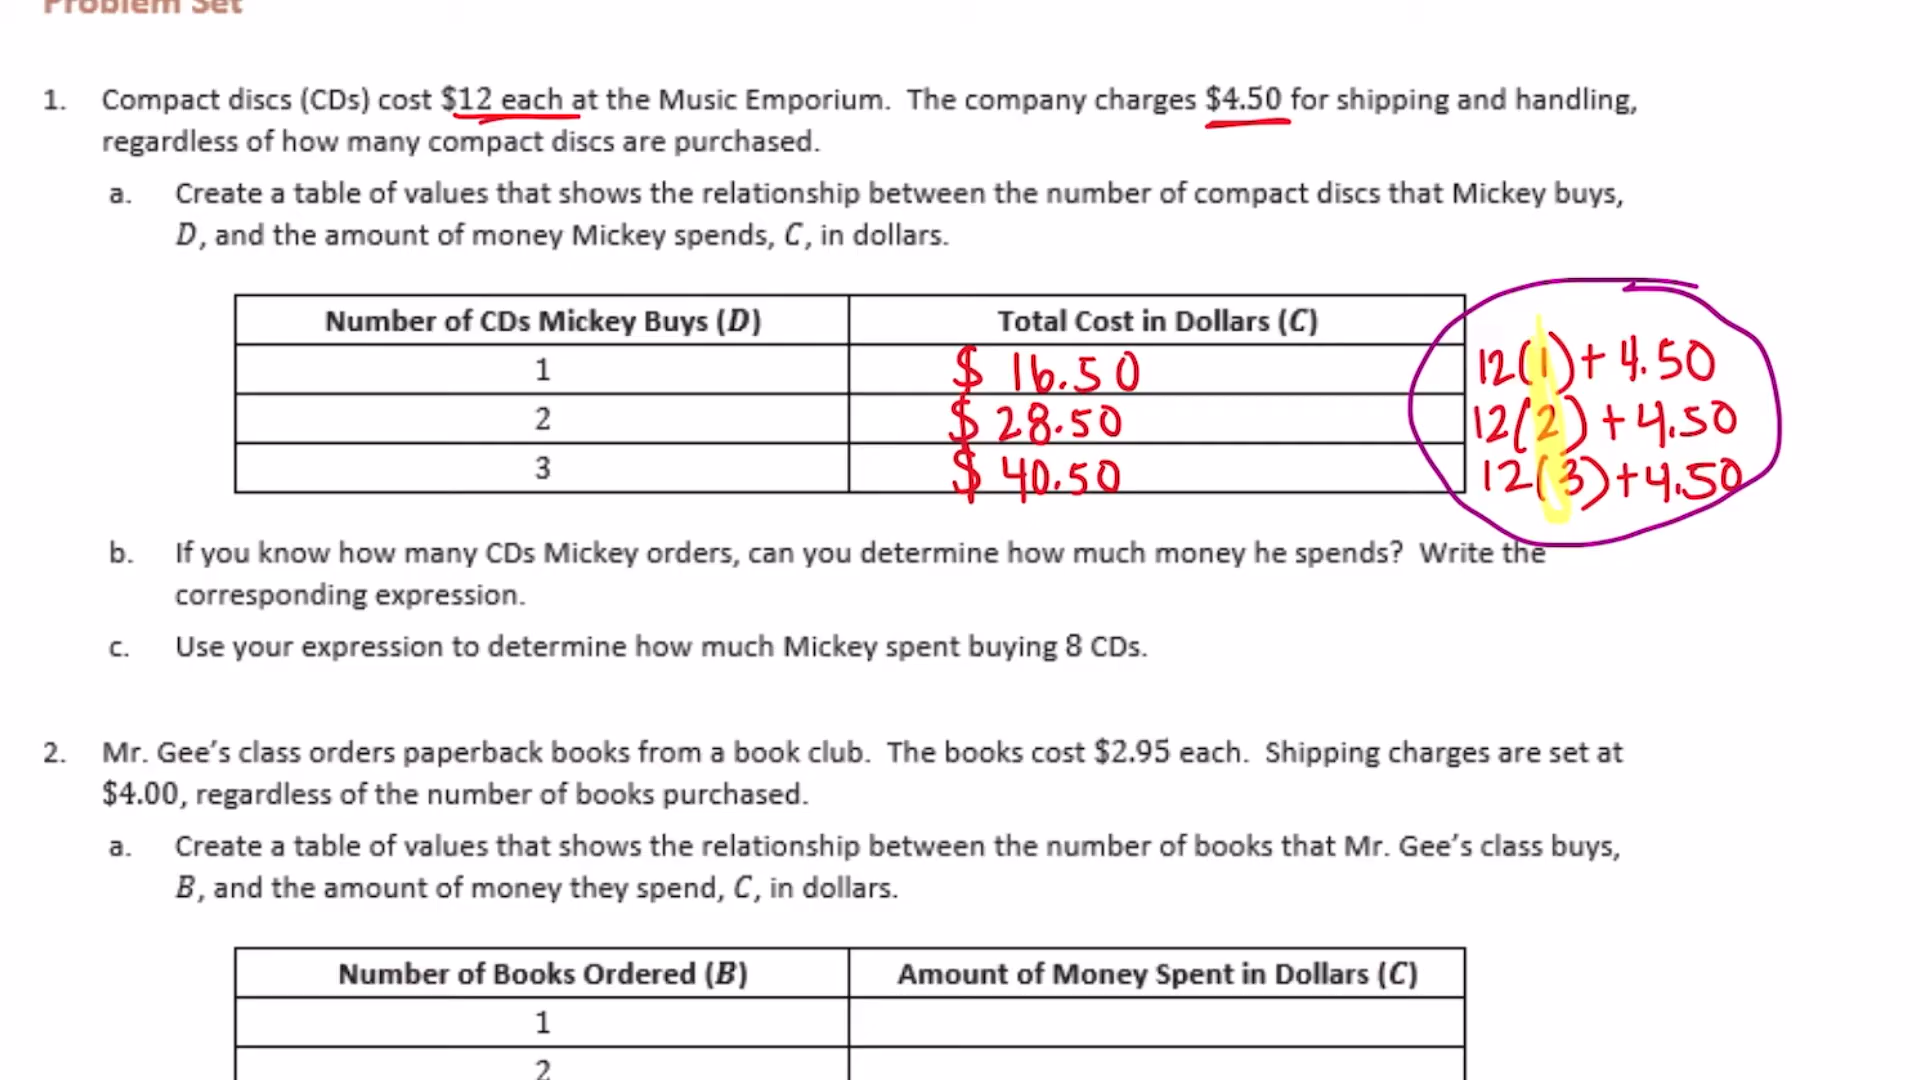 Problem Set
1. Compact discs (CDs) cost $12 each at the Music Emporium. The company charges $4.50 for shipping and handling,
regardless of how many compact discs are purchased.
a. Create a table of values that shows the relationship between the number of compact discs that Mickey buys,
D, and the amount of money Mickey spends, C, in dollars.
Number of CDs Mickey Buys (D) Total Cost in Dollars (C)
1 $ 16.50 12(1)+ 4.50
2 $ 28.50 12(2) + 4.50
3 $ 40.50 12(3)+4.50
b. If you know how many CDs Mickey orders, can you determine how much money he spends? Write the
corresponding expression.
c. Use your expression to determine how much Mickey spent buying 8 CDs.
2. Mr. Gee’s class orders paperback books from a book club. The books cost $2.95 each. Shipping charges are set at
$4.00, regardless of the number of books purchased.
a. Create a table of values that shows the relationship between the number of books that Mr. Gee’s class buys,
B, and the amount of money they spend, C, in dollars.
Number of Books Ordered (B) Amount of Money Spent in Dollars (C)
1
2